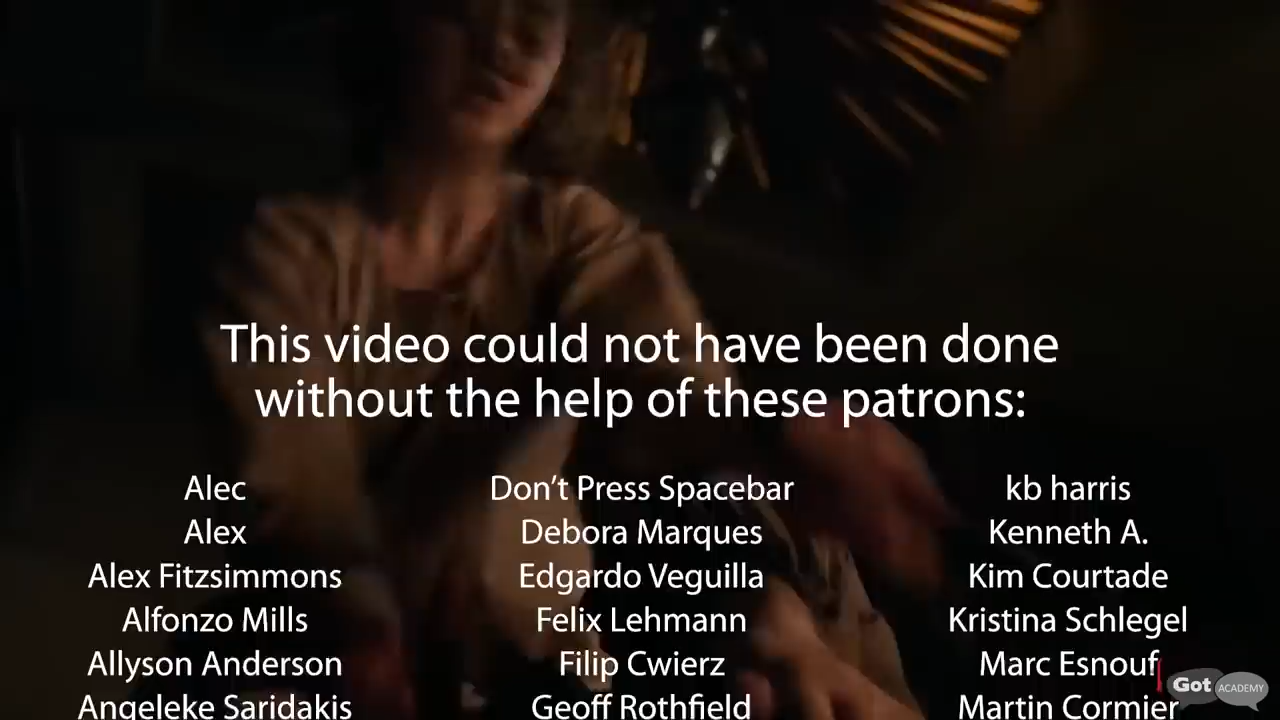 This video could not have been done
without the help of these patrons:
Alec
Alex
Alex Fitzsimmons
Alfonzo Mills
Allyson Anderson
Angeleke Saridakis
Don't Press Spacebar
Debora Marques
Edgardo Veguilla
Felix Lehmann
Filip Cwierz
Geoff Rothfield
kb harris
Kenneth A.
Kim Courtade
Kristina Schlegel
Marc Esnouf
Martin Cormier
Got ACADEMY